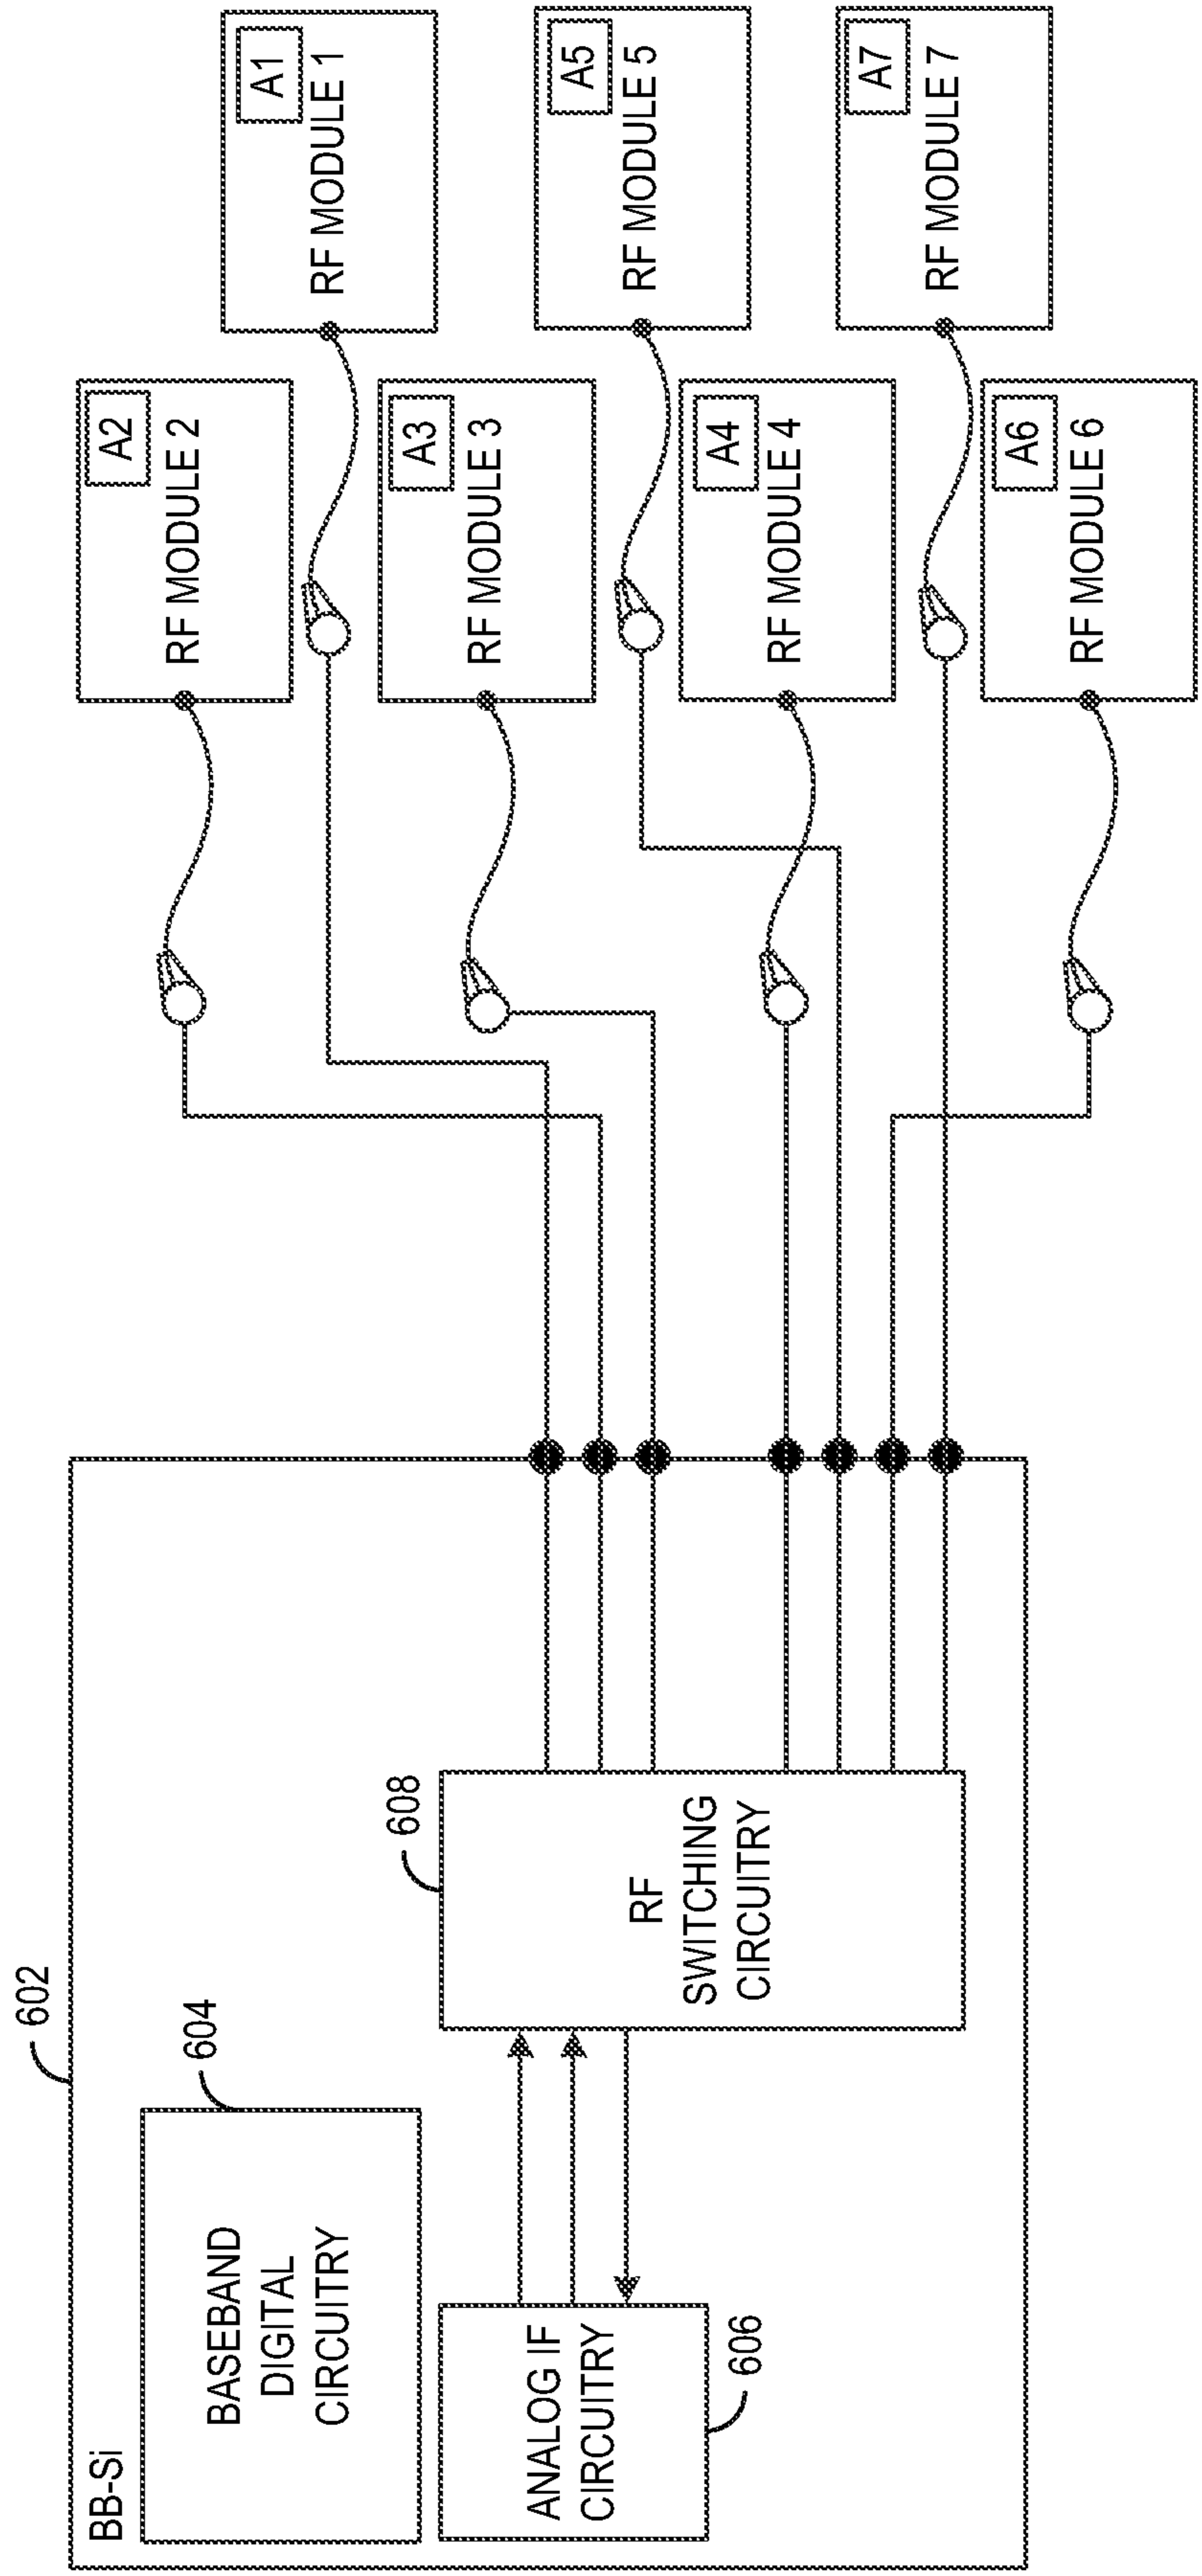 BB-Si
602
BASEBAND
DIGITAL
CIRCUITRY
604
ANALOG IF
CIRCUITRY
606
RF
SWITCHING
CIRCUITRY
608
A2
RF MODULE 2
A1
RF MODULE 1
A3
RF MODULE 3
A5
RF MODULE 5
A4
RF MODULE 4
A7
RF MODULE 7
A6
RF MODULE 6